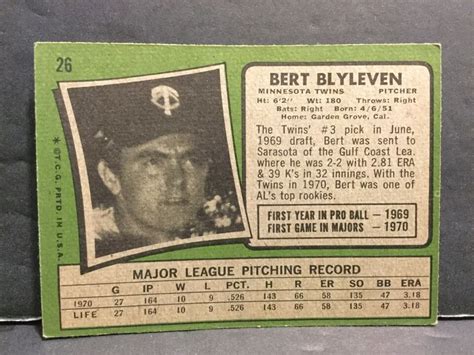 26
BERT BLYLEVEN
MINNESOTA TWINS PITCHER
Ht: 6'2" Wt: 180 Throws: Right
Bats: Right Born: 4/6/51
Home: Garden Grove, Cal.
The Twins' #3 pick in June,
1969 draft, Bert was sent to
Sarasota of the Gulf Coast Lea.
where he was 2-2 with 2.81 ERA
& 39 K's in 32 innings. With the
Twins in 1970, Bert was one of
AL's top rookies.
FIRST YEAR IN PRO BALL — 1969
FIRST GAME IN MAJORS — 1970
©T.C.G. PRTD. IN U.S.A.
MAJOR LEAGUE PITCHING RECORD
G IP W L PCT. H R ER SO BB ERA
1970 27 164 10 9 .526 143 66 58 135 47 3.18
LIFE 27 164 10 9 .526 143 66 58 135 47 3.18